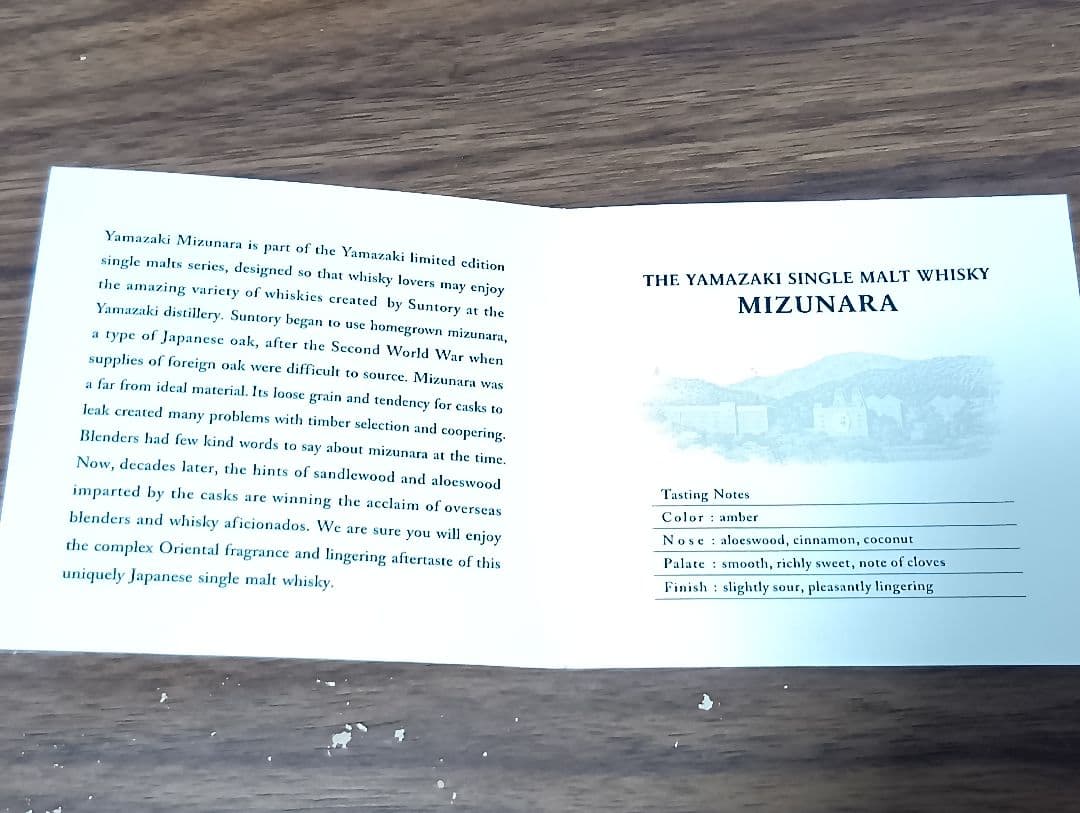 Yamazaki Mizunara is part of the Yamazaki limited edition
single malts series, designed so that whisky lovers may enjoy
the amazing variety of whiskies created by Suntory at the
Yamazaki distillery. Suntory began to use homegrown mizunara,
a type of Japanese oak, after the Second World War when
supplies of foreign oak were difficult to source. Mizunara was
a far from ideal material. Its loose grain and tendency for casks to
leak created many problems with timber selection and coopering.
Blenders had few kind words to say about mizunara at the time.
Now, decades later, the hints of sandlewood and aloeswood
imparted by the casks are winning the acclaim of overseas
blenders and whisky aficionados. We are sure you will enjoy
the complex Oriental fragrance and lingering aftertaste of this
uniquely Japanese single malt whisky.
THE YAMAZAKI SINGLE MALT WHISKY
MIZUNARA
Tasting Notes
Color : amber
Nose : aloeswood, cinnamon, coconut
Palate : smooth, richly sweet, note of cloves
Finish : slightly sour, pleasantly lingering